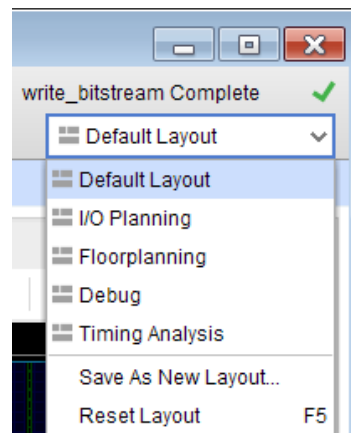 write_bitstream Complete
Default Layout
Default Layout
I/O Planning
Floorplanning
Debug
Timing Analysis
Save As New Layout...
Reset Layout F5